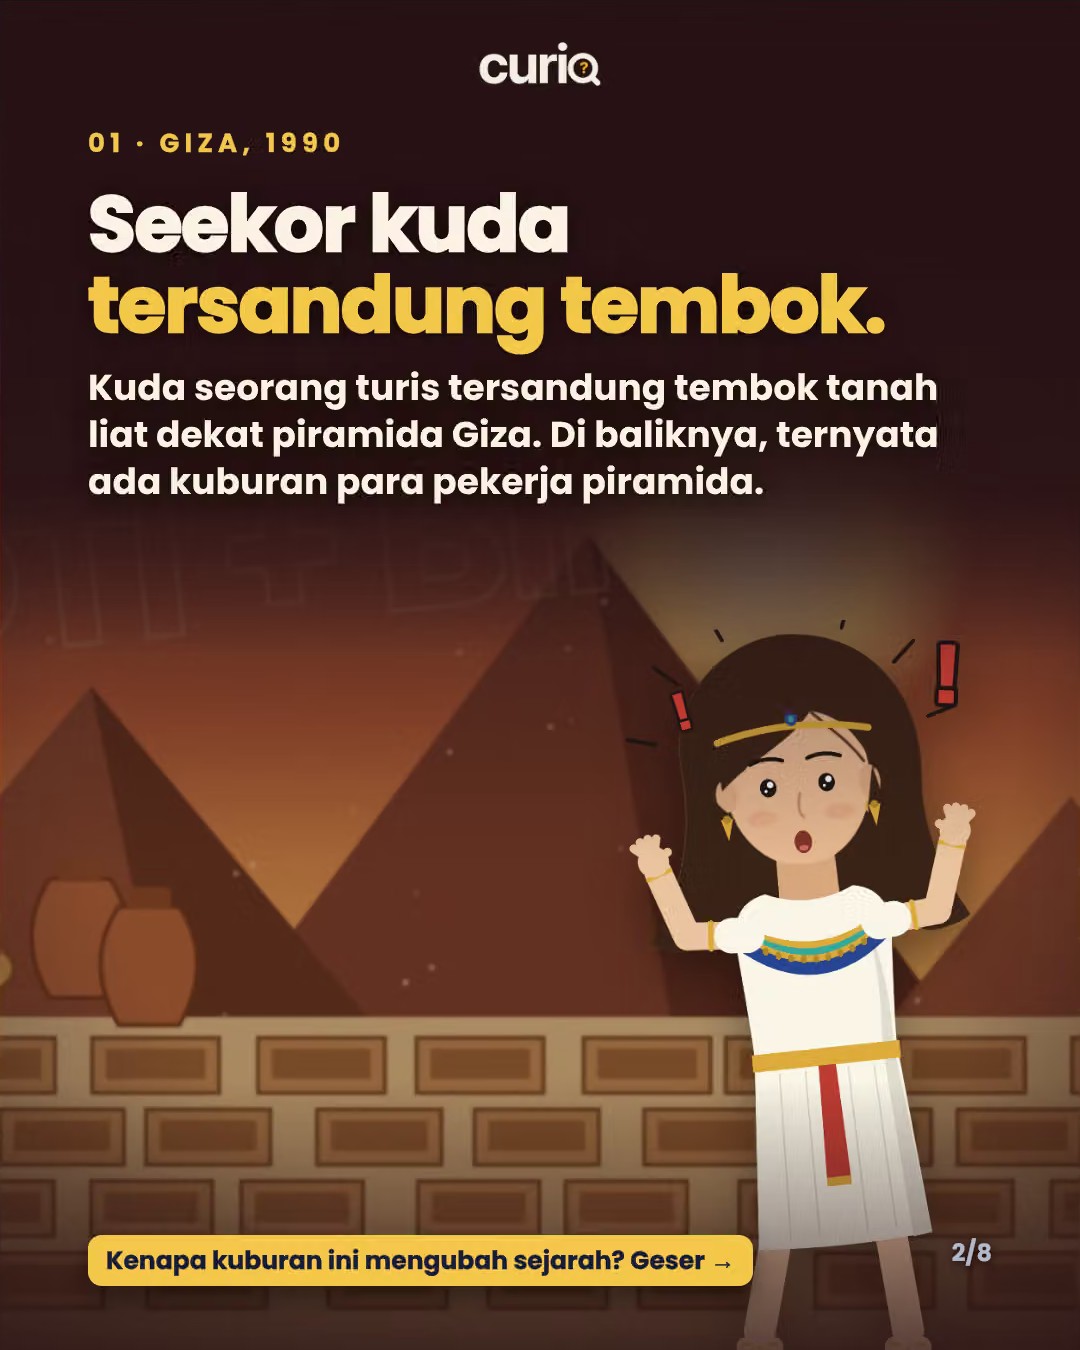 curiQ
01 · GIZA, 1990
Seekor kuda
tersandung tembok.
Kuda seorang turis tersandung tembok tanah
liat dekat piramida Giza. Di baliknya, ternyata
ada kuburan para pekerja piramida.
Kenapa kuburan ini mengubah sejarah? Geser →
2/8